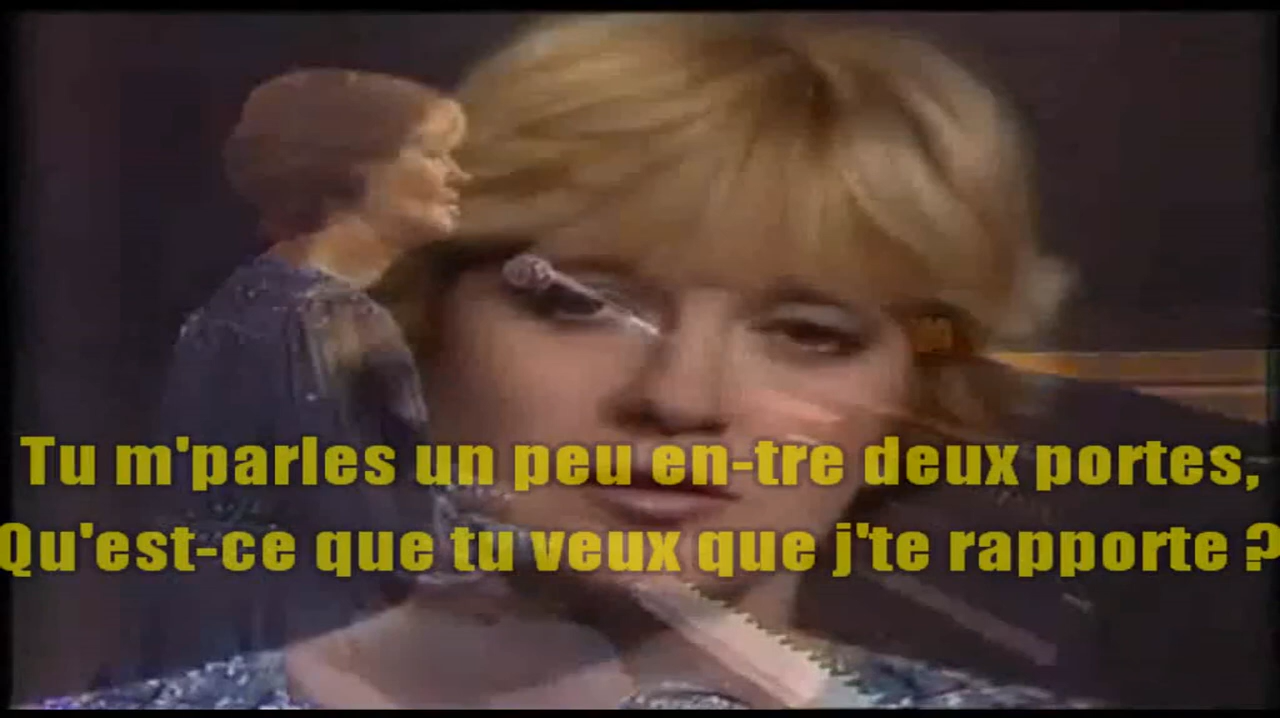 Tu m'parles un peu en-tre deux portes,
Qu'est-ce que tu veux que j'te rapporte ?